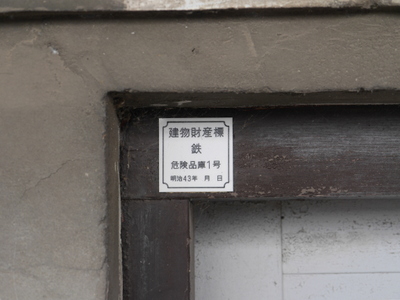 建物財産標
鉄
危険品庫1号
明治43年 月 日